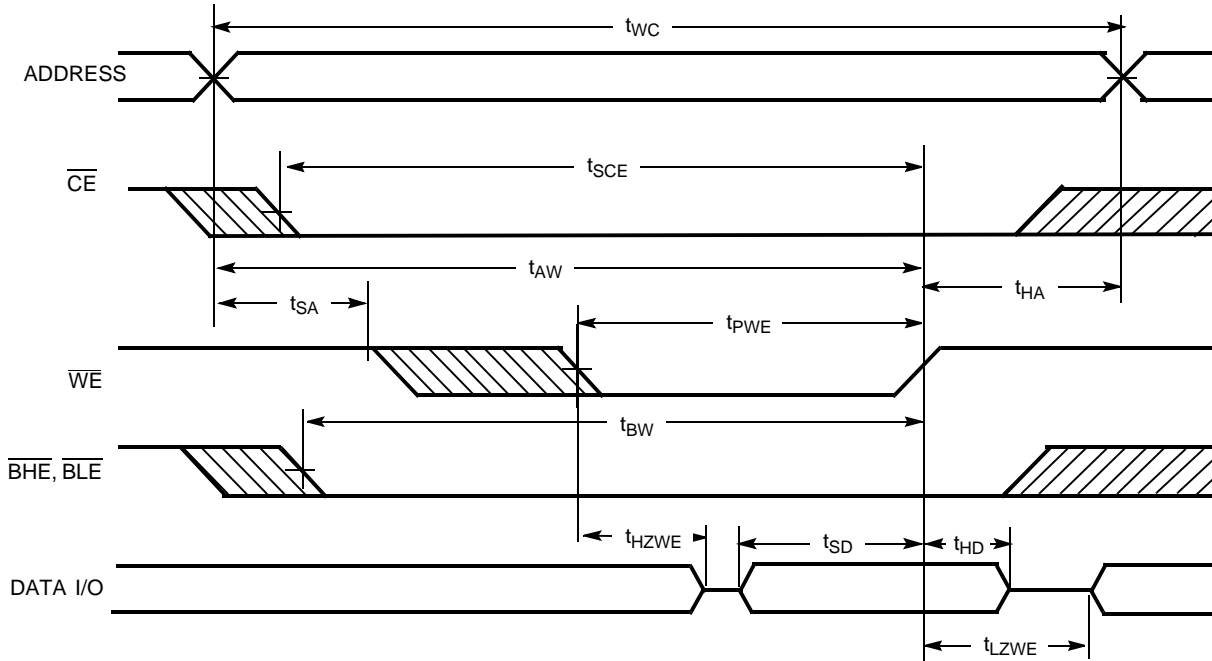 tWC
ADDRESS
tSCE
CE
tAW
tSA
tHA
tPWE
WE
tBW
BHE, BLE
tHZWE
tSD
tHD
DATA I/O
tLZWE